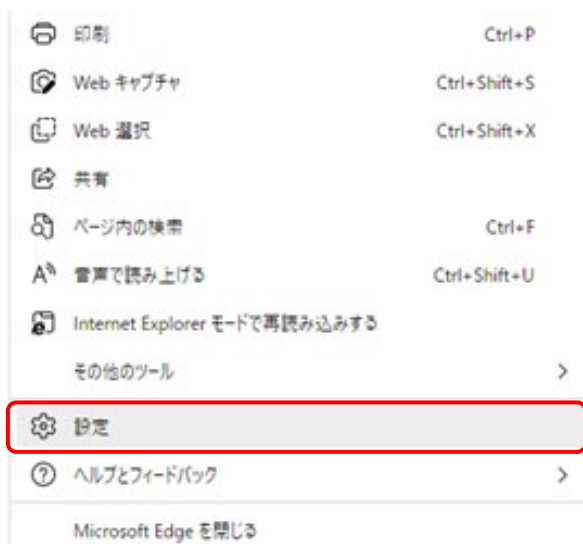 印刷 Ctrl+P
Web キャプチャ Ctrl+Shift+S
Web 選択 Ctrl+Shift+X
共有
ページ内の検索 Ctrl+F
音声で読み上げる Ctrl+Shift+U
Internet Explorer モードで再読み込みする
その他のツール
設定
ヘルプとフィードバック
Microsoft Edge を閉じる